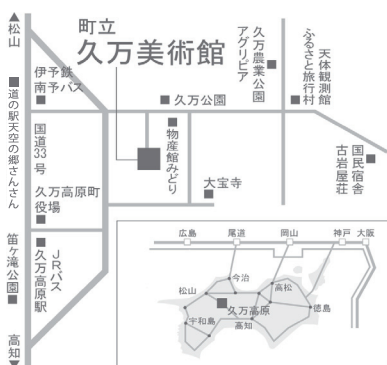 ▲松山
町立
久万美術館
久万農業公園
アグリピア
天体観測館
ふるさと旅行村
伊予鉄
南予バス
久万公園
道の駅天空の郷さんさん
国道33号
物産館みどり
国民宿舎
古岩屋荘
久万高原町
役場
大宝寺
笛ヶ滝公園
JRバス
久万高原駅
高知▼
広島
尾道
岡山
神戸
大阪
今治
松山
高松
久万高原
徳島
宇和島
高知